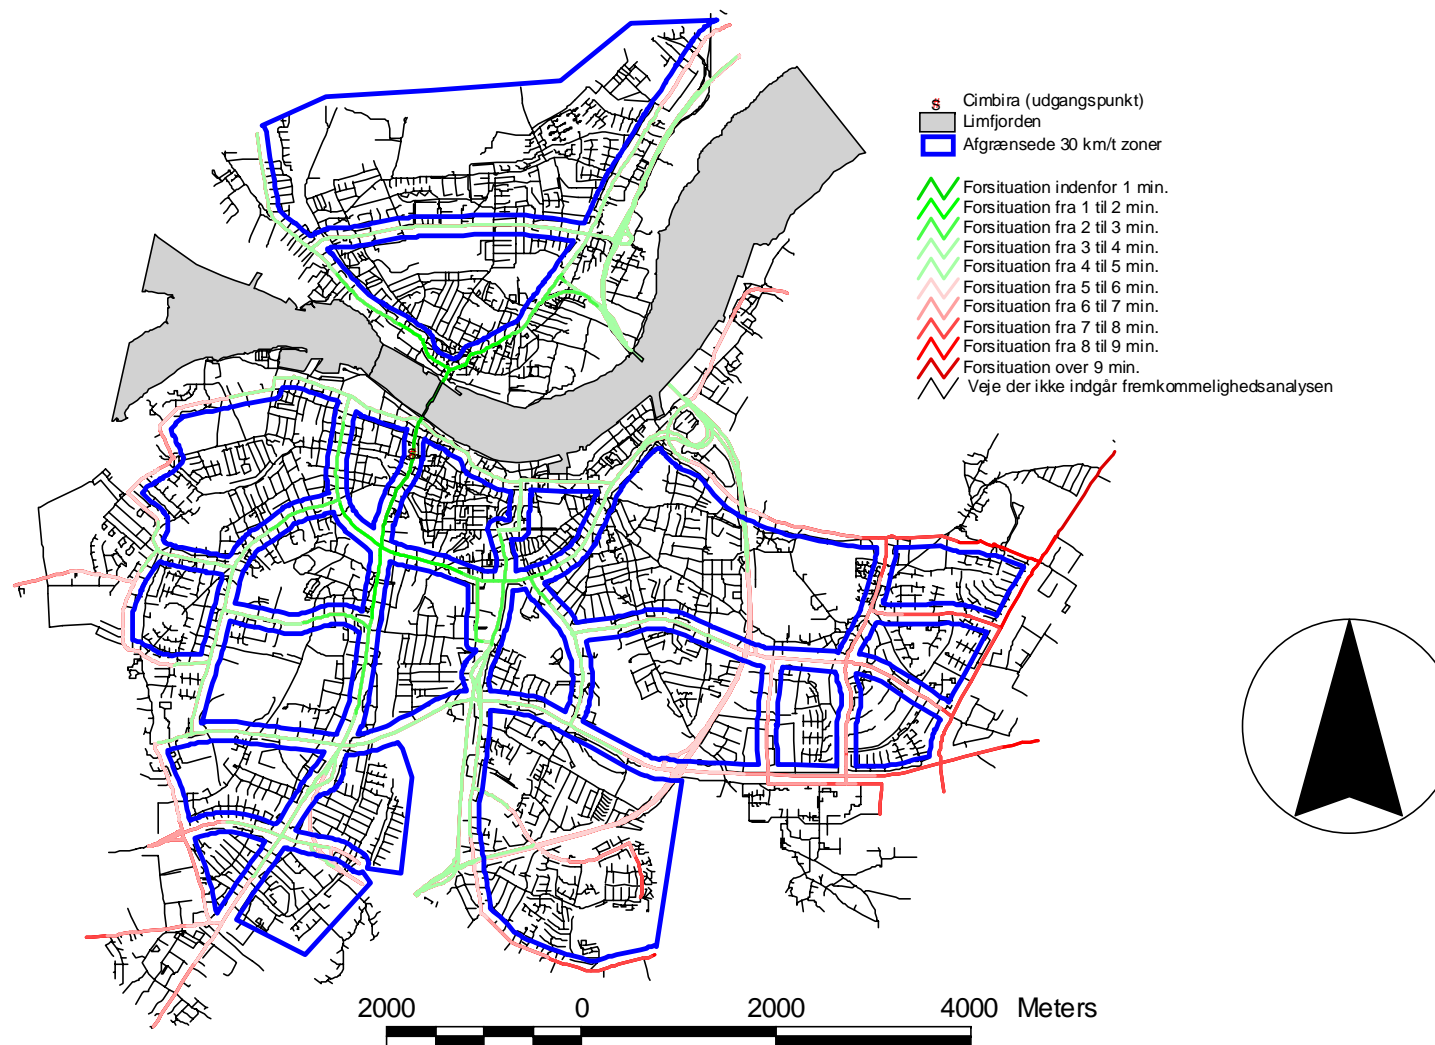 Cimbira (udgangspunkt)
Limfjorden
Afgrænsede 30 km/t zoner
Forsituation indenfor 1 min.
Forsituation fra 1 til 2 min.
Forsituation fra 2 til 3 min.
Forsituation fra 3 til 4 min.
Forsituation fra 4 til 5 min.
Forsituation fra 5 til 6 min.
Forsituation fra 6 til 7 min.
Forsituation fra 7 til 8 min.
Forsituation fra 8 til 9 min.
Forsituation over 9 min.
Veje der ikke indgår fremkommelighedsanalysen
2000 0 2000 4000 Meters